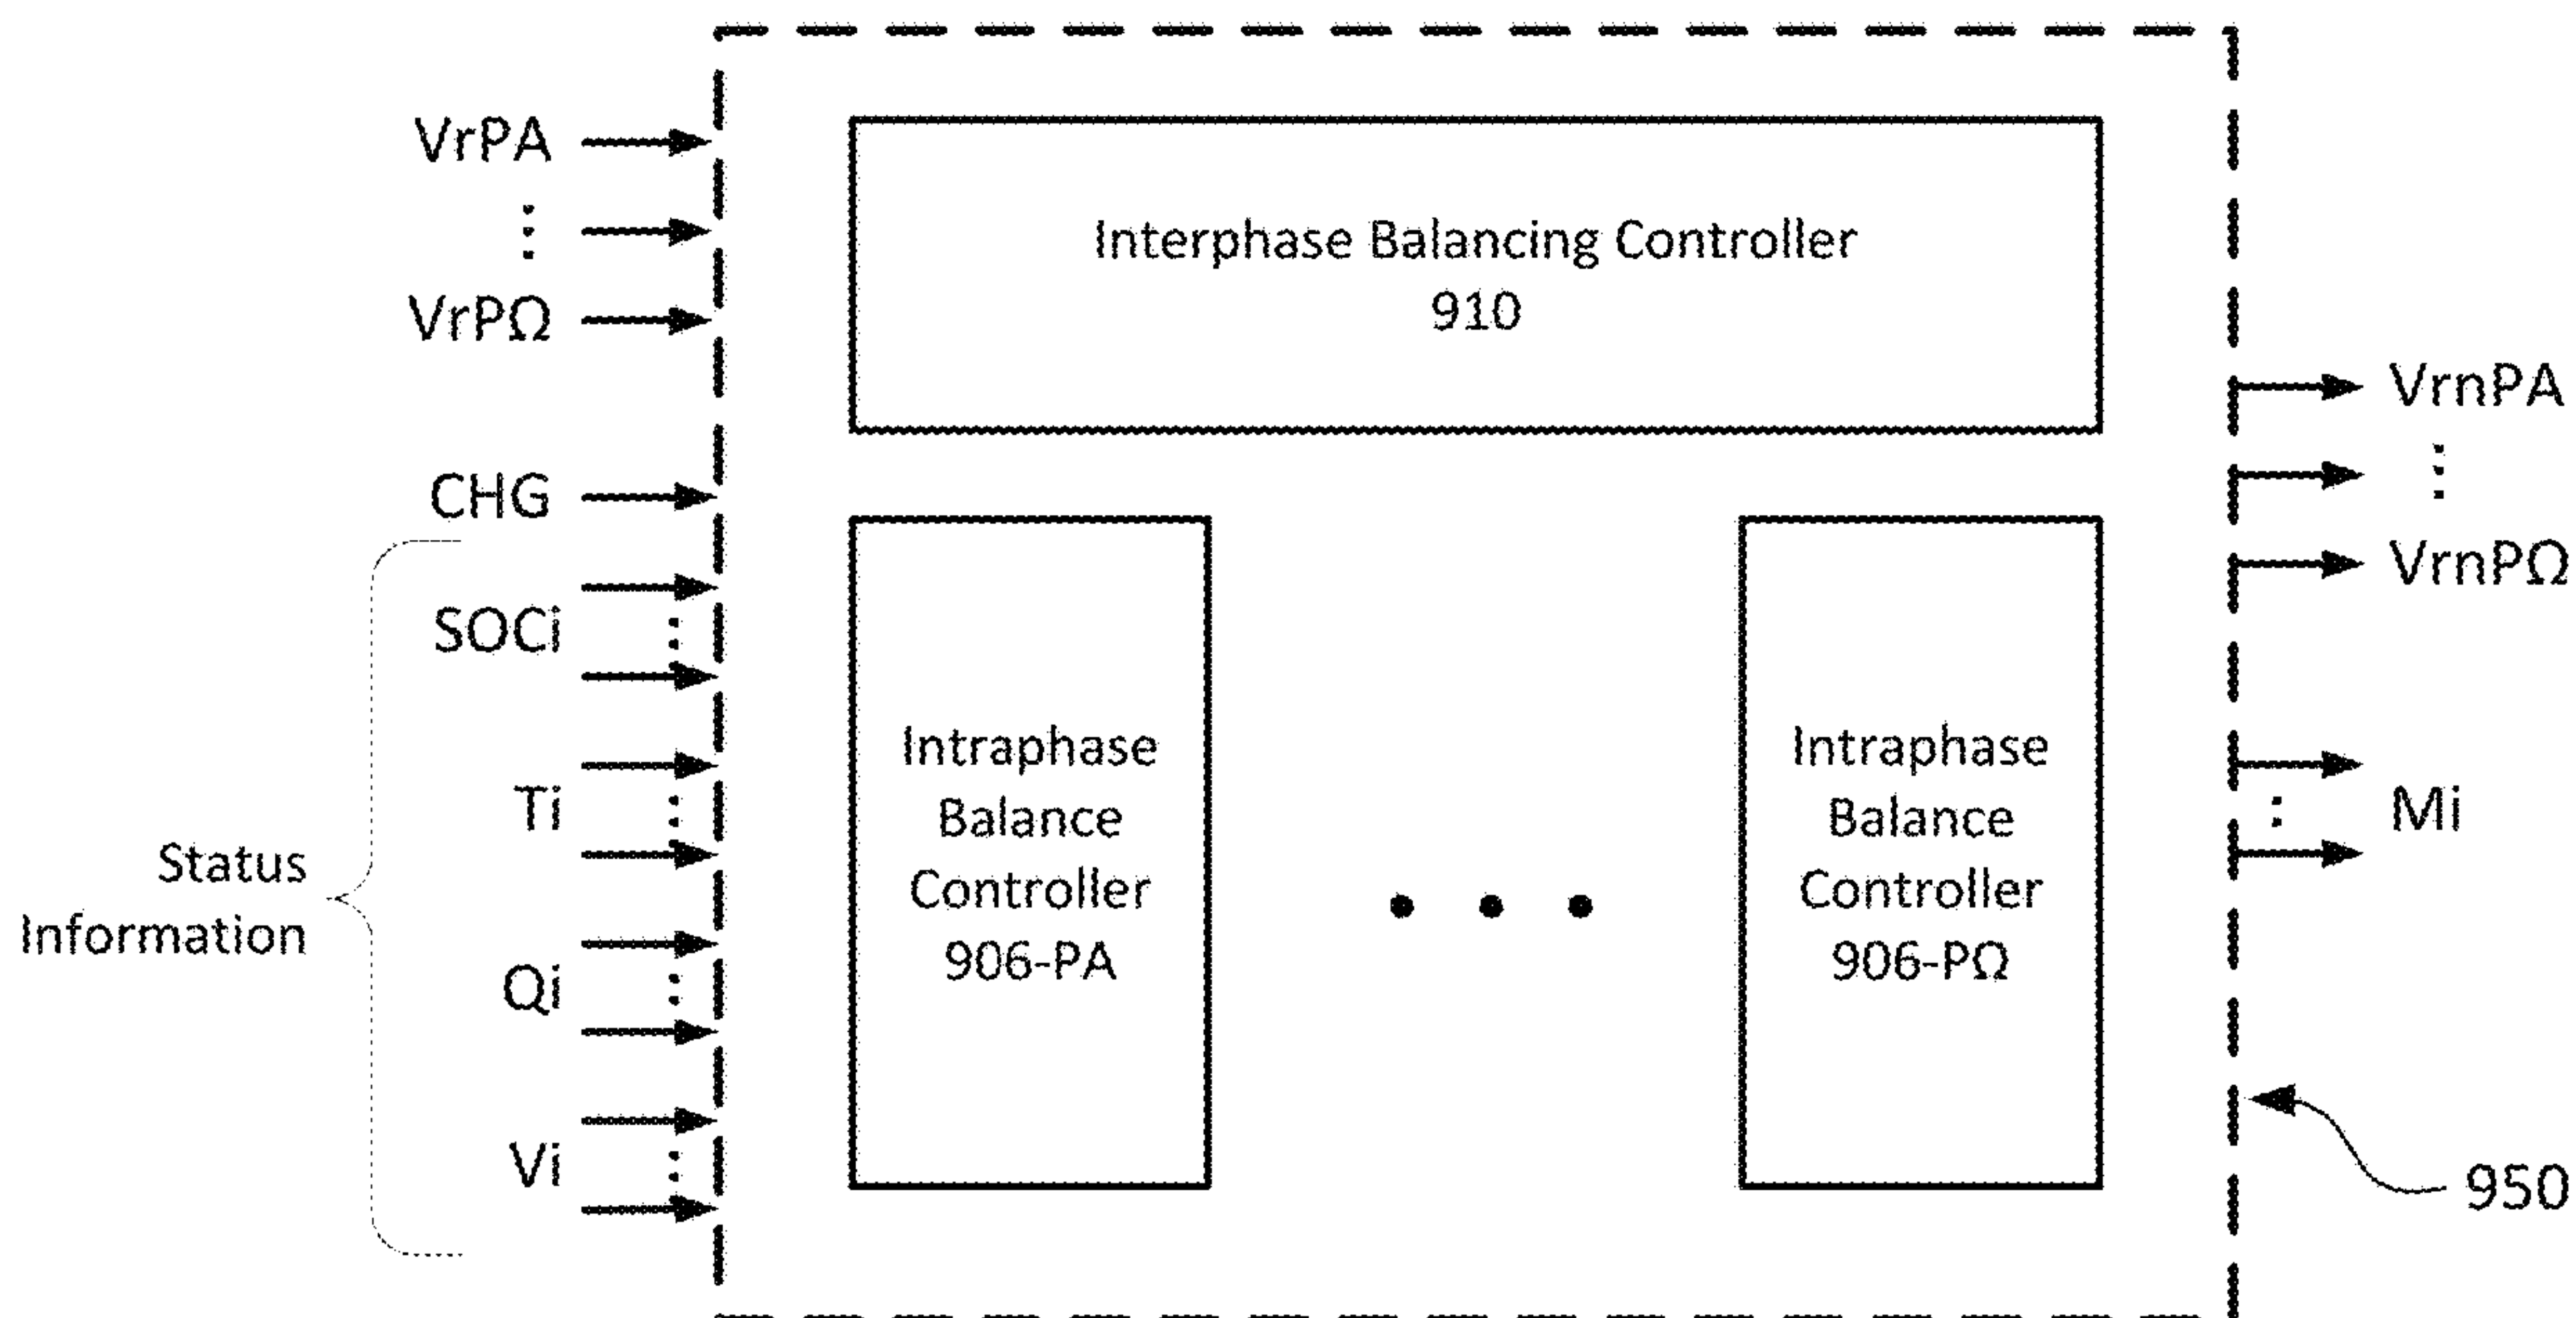 VrPA
⋮
VrPΩ
CHG
SOCi
Ti
Qi
Vi
Status
Information
Interphase Balancing Controller
910
Intraphase
Balance
Controller
906-PA
• • •
Intraphase
Balance
Controller
906-PΩ
VrnPA
⋮
VrnPΩ
Mi
950